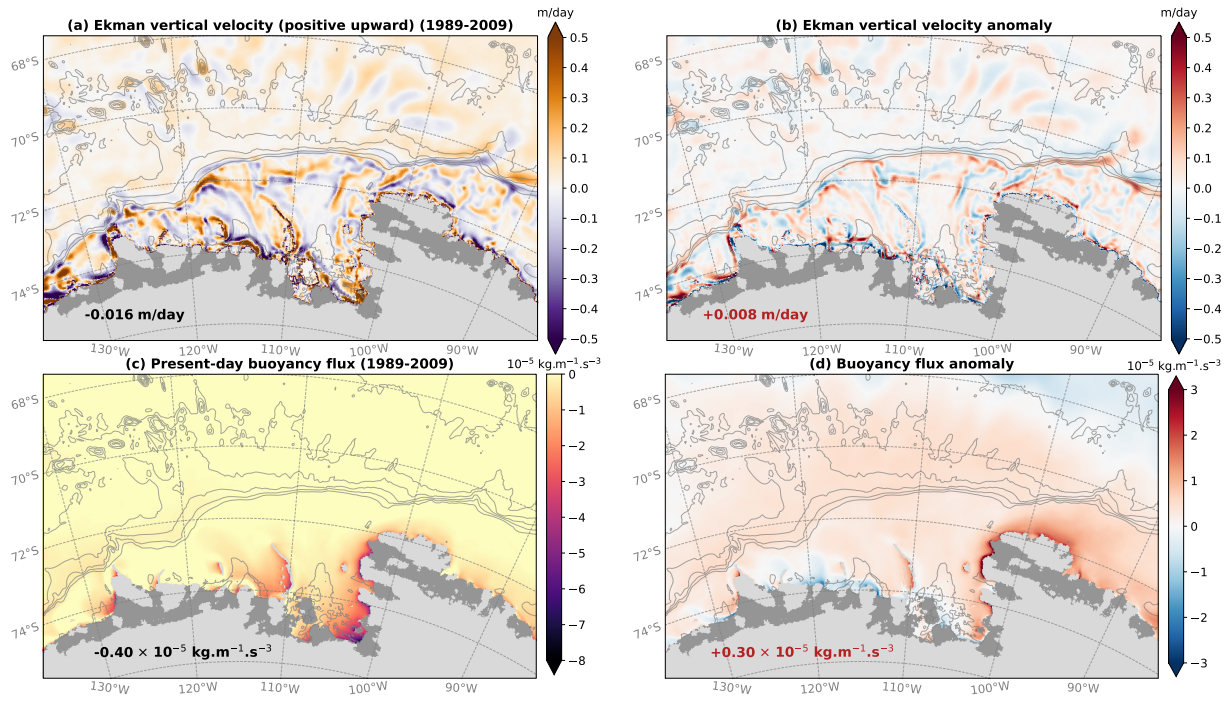 m/day
m/day
(a) Ekman vertical velocity (positive upward) (1989-2009)
(b) Ekman vertical velocity anomaly
68°S
70°S
72°S
74°S
130°W
120°W
110°W
100°W
90°W
-0.016 m/day
0.5
0.4
0.3
0.2
0.1
0.0
−0.1
−0.2
−0.3
−0.4
−0.5
68°S
70°S
72°S
74°S
130°W
120°W
110°W
100°W
90°W
+0.008 m/day
0.5
0.4
0.3
0.2
0.1
0.0
−0.1
−0.2
−0.3
−0.4
−0.5
(c) Present-day buoyancy flux (1989-2009)
10⁻⁵ kg.m⁻¹.s⁻³
(d) Buoyancy flux anomaly
10⁻⁵ kg.m⁻¹.s⁻³
68°S
70°S
72°S
74°S
130°W
120°W
110°W
100°W
90°W
-0.40 × 10⁻⁵ kg.m⁻¹.s⁻³
0
−1
−2
−3
−4
−5
−6
−7
−8
68°S
70°S
72°S
74°S
130°W
120°W
110°W
100°W
90°W
+0.30 × 10⁻⁵ kg.m⁻¹.s⁻³
3
2
1
0
−1
−2
−3